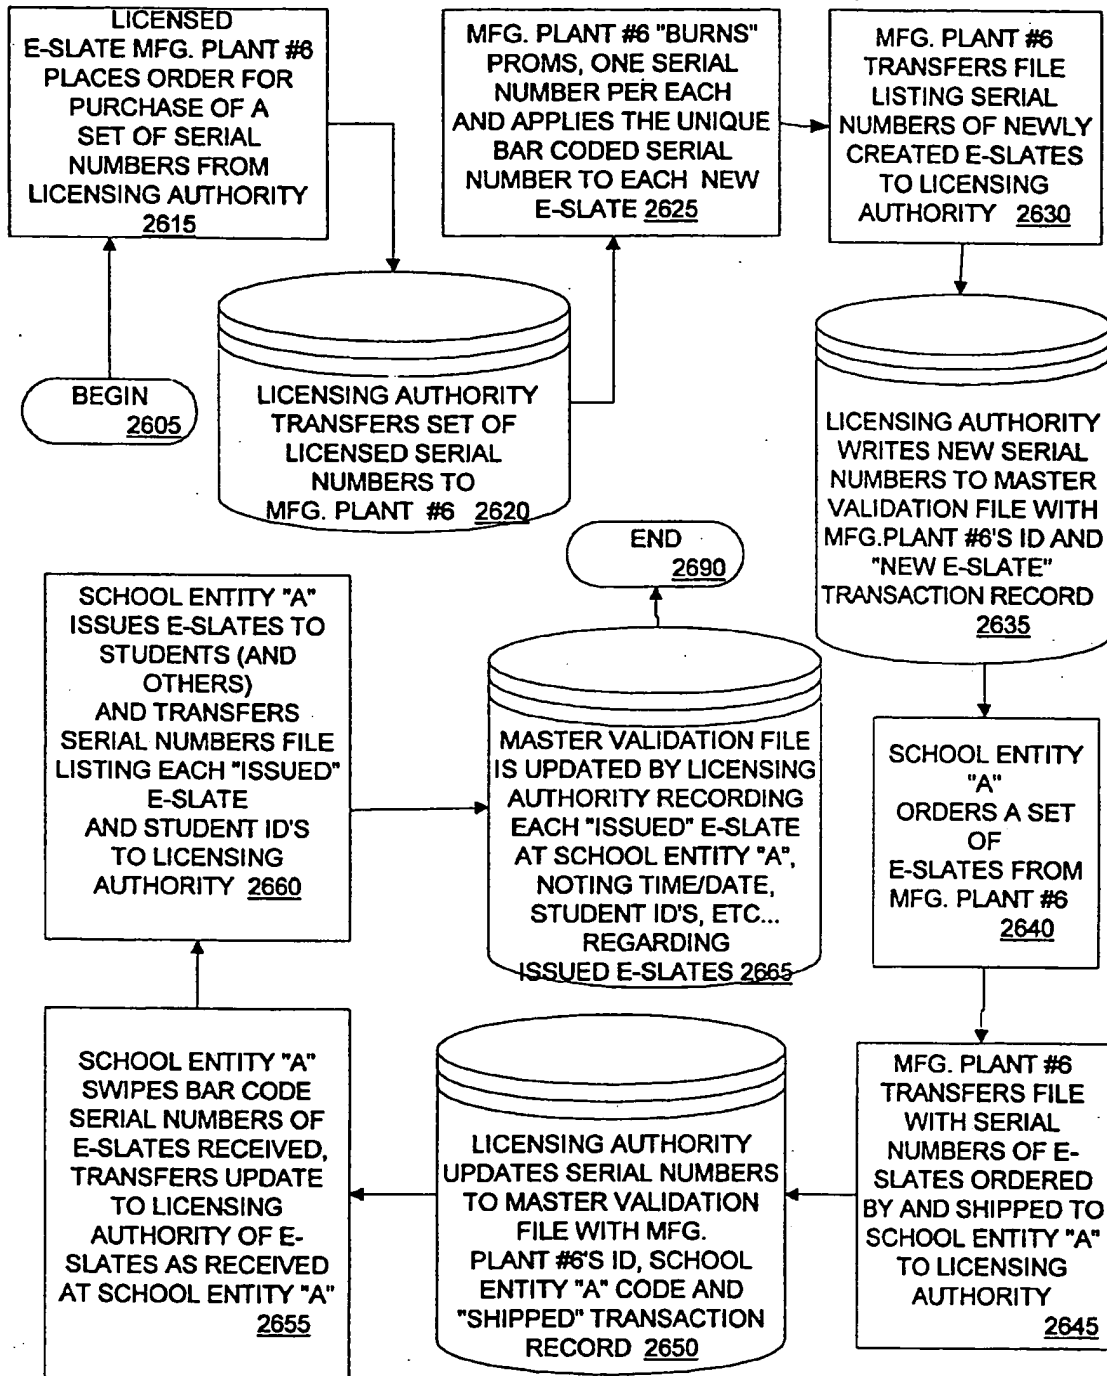 LICENSED
E-SLATE MFG. PLANT #6
PLACES ORDER FOR
PURCHASE OF A
SET OF SERIAL
NUMBERS FROM
LICENSING AUTHORITY
2615
BEGIN
2605
LICENSING AUTHORITY
TRANSFERS SET OF
LICENSED SERIAL
NUMBERS TO
MFG. PLANT #6 2620
MFG. PLANT #6 "BURNS"
PROMS, ONE SERIAL
NUMBER PER EACH
AND APPLIES THE UNIQUE
BAR CODED SERIAL
NUMBER TO EACH NEW
E-SLATE 2625
MFG. PLANT #6
TRANSFERS FILE
LISTING SERIAL
NUMBERS OF NEWLY
CREATED E-SLATES
TO LICENSING
AUTHORITY 2630
LICENSING AUTHORITY
WRITES NEW SERIAL
NUMBERS TO MASTER
VALIDATION FILE WITH
MFG.PLANT #6'S ID AND
"NEW E-SLATE"
TRANSACTION RECORD
2635
SCHOOL ENTITY
"A"
ORDERS A SET
OF
E-SLATES FROM
MFG. PLANT #6
2640
MFG. PLANT #6
TRANSFERS FILE
WITH SERIAL
NUMBERS OF E-
SLATES ORDERED
BY AND SHIPPED TO
SCHOOL ENTITY "A"
TO LICENSING
AUTHORITY
2645
LICENSING AUTHORITY
UPDATES SERIAL NUMBERS
TO MASTER VALIDATION
FILE WITH MFG.
PLANT #6'S ID, SCHOOL
ENTITY "A" CODE AND
"SHIPPED" TRANSACTION
RECORD 2650
SCHOOL ENTITY "A"
SWIPES BAR CODE
SERIAL NUMBERS OF
E-SLATES RECEIVED,
TRANSFERS UPDATE
TO LICENSING
AUTHORITY OF E-
SLATES AS RECEIVED
AT SCHOOL ENTITY "A"
2655
SCHOOL ENTITY "A"
ISSUES E-SLATES TO
STUDENTS (AND
OTHERS)
AND TRANSFERS
SERIAL NUMBERS FILE
LISTING EACH "ISSUED"
E-SLATE
AND STUDENT ID'S
TO LICENSING
AUTHORITY 2660
MASTER VALIDATION FILE
IS UPDATED BY LICENSING
AUTHORITY RECORDING
EACH "ISSUED" E-SLATE
AT SCHOOL ENTITY "A",
NOTING TIME/DATE,
STUDENT ID'S, ETC...
REGARDING
ISSUED E-SLATES 2665
END
2690